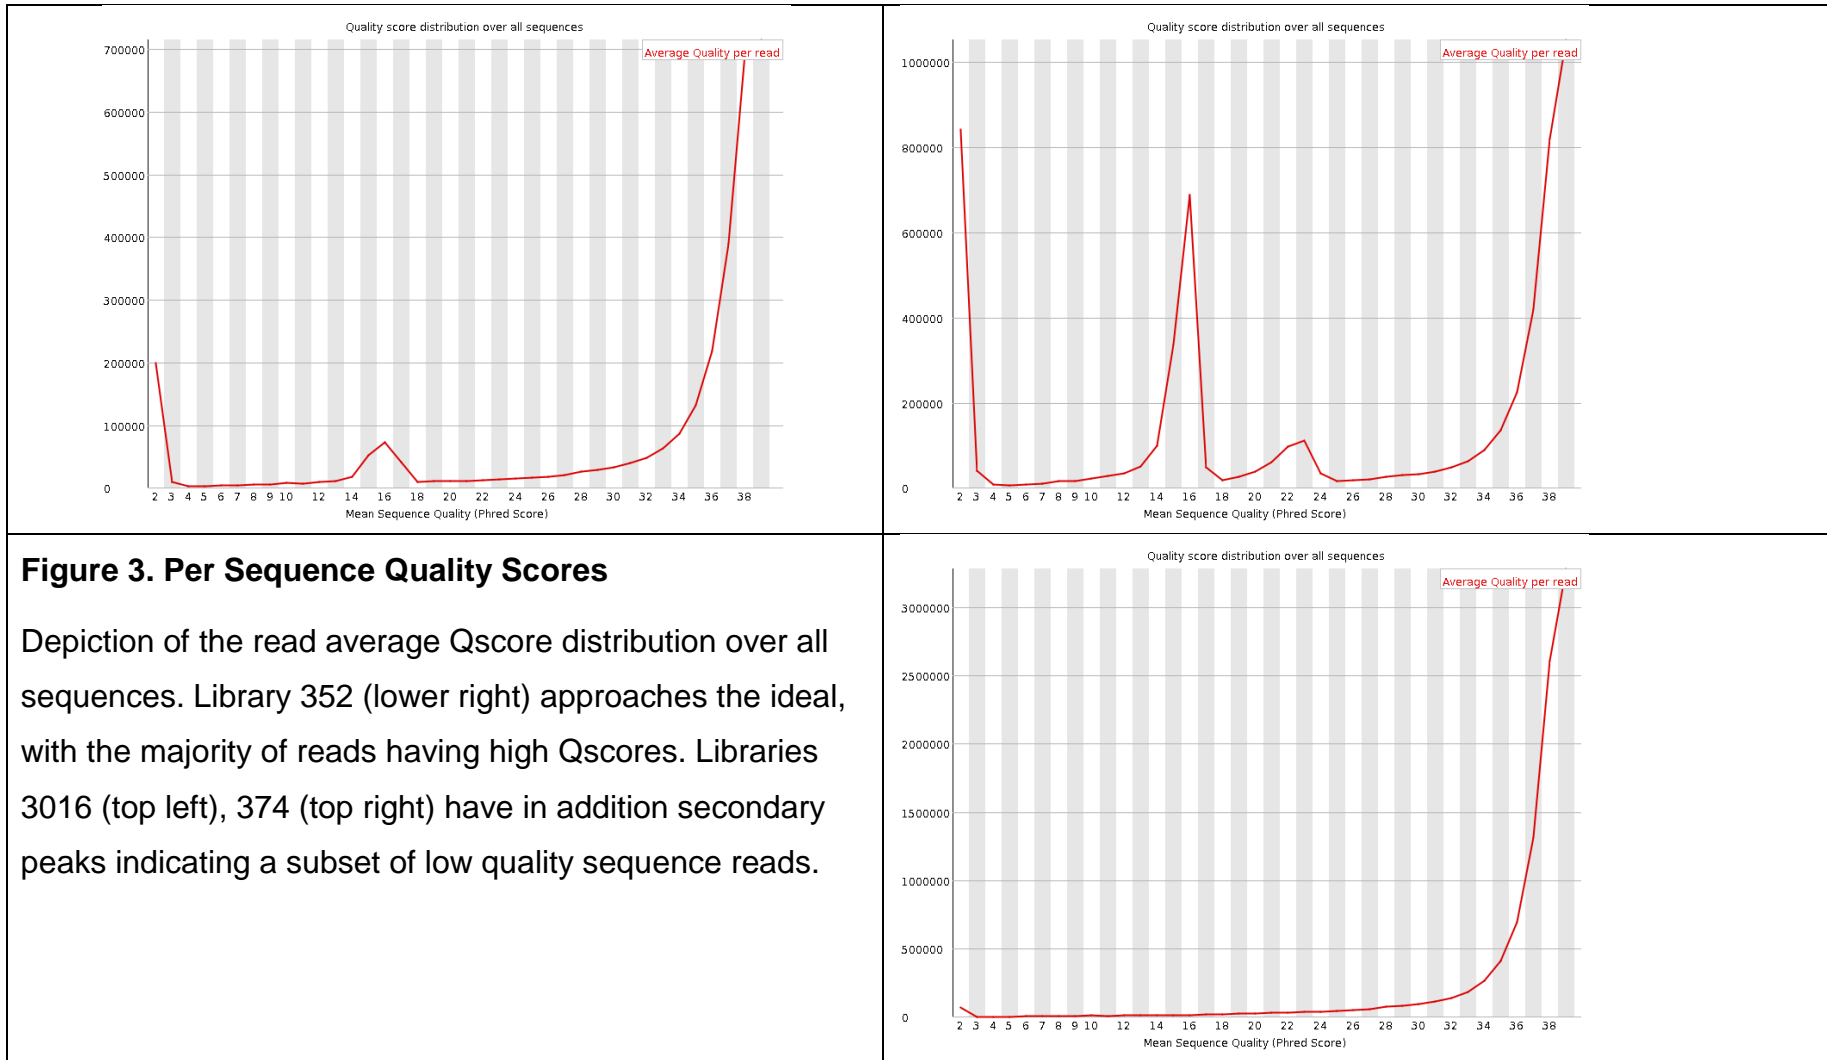 Quality score distribution over all sequences
Average Quality per read
700000
600000
500000
400000
300000
200000
100000
0
2 3 4 5 6 7 8 9 10 12 14 16 18 20 22 24 26 28 30 32 34 36 38
Mean Sequence Quality (Phred Score)
Quality score distribution over all sequences
Average Quality per read
1000000
800000
600000
400000
200000
0
2 3 4 5 6 7 8 9 10 12 14 16 18 20 22 24 26 28 30 32 34 36 38
Mean Sequence Quality (Phred Score)
Figure 3. Per Sequence Quality Scores
Depiction of the read average Qscore distribution over all
sequences. Library 352 (lower right) approaches the ideal,
with the majority of reads having high Qscores. Libraries
3016 (top left), 374 (top right) have in addition secondary
peaks indicating a subset of low quality sequence reads.
Quality score distribution over all sequences
Average Quality per read
3000000
2500000
2000000
1500000
1000000
500000
0
2 3 4 5 6 7 8 9 10 12 14 16 18 20 22 24 26 28 30 32 34 36 38
Mean Sequence Quality (Phred Score)